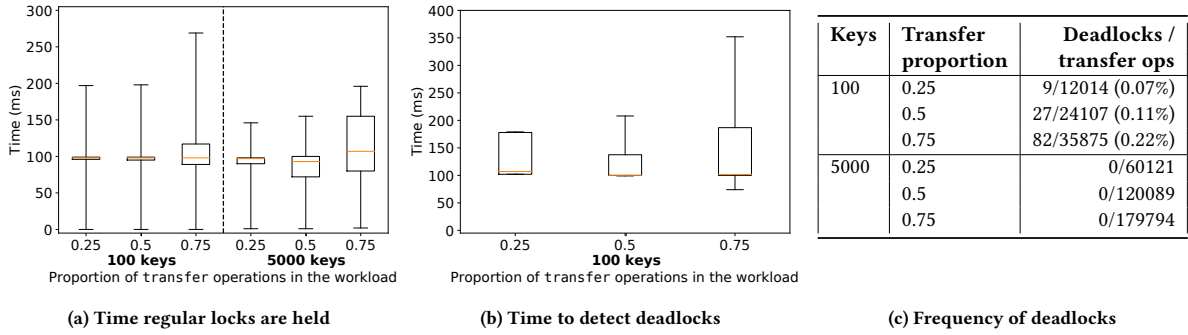 300
250
200
150
100
50
0
Time (ms)
0.25 0.5 0.75 0.25 0.5 0.75
100 keys 5000 keys
Proportion of transfer operations in the workload
(a) Time regular locks are held
400
350
300
250
200
150
100
50
0
Time (ms)
0.25 0.5 0.75
100 keys
Proportion of transfer operations in the workload
(b) Time to detect deadlocks
Keys Transfer Deadlocks /
proportion transfer ops
100 0.25 9/12014 (0.07%)
0.5 27/24107 (0.11%)
0.75 82/35875 (0.22%)
5000 0.25 0/60121
0.5 0/120089
0.75 0/179794
(c) Frequency of deadlocks